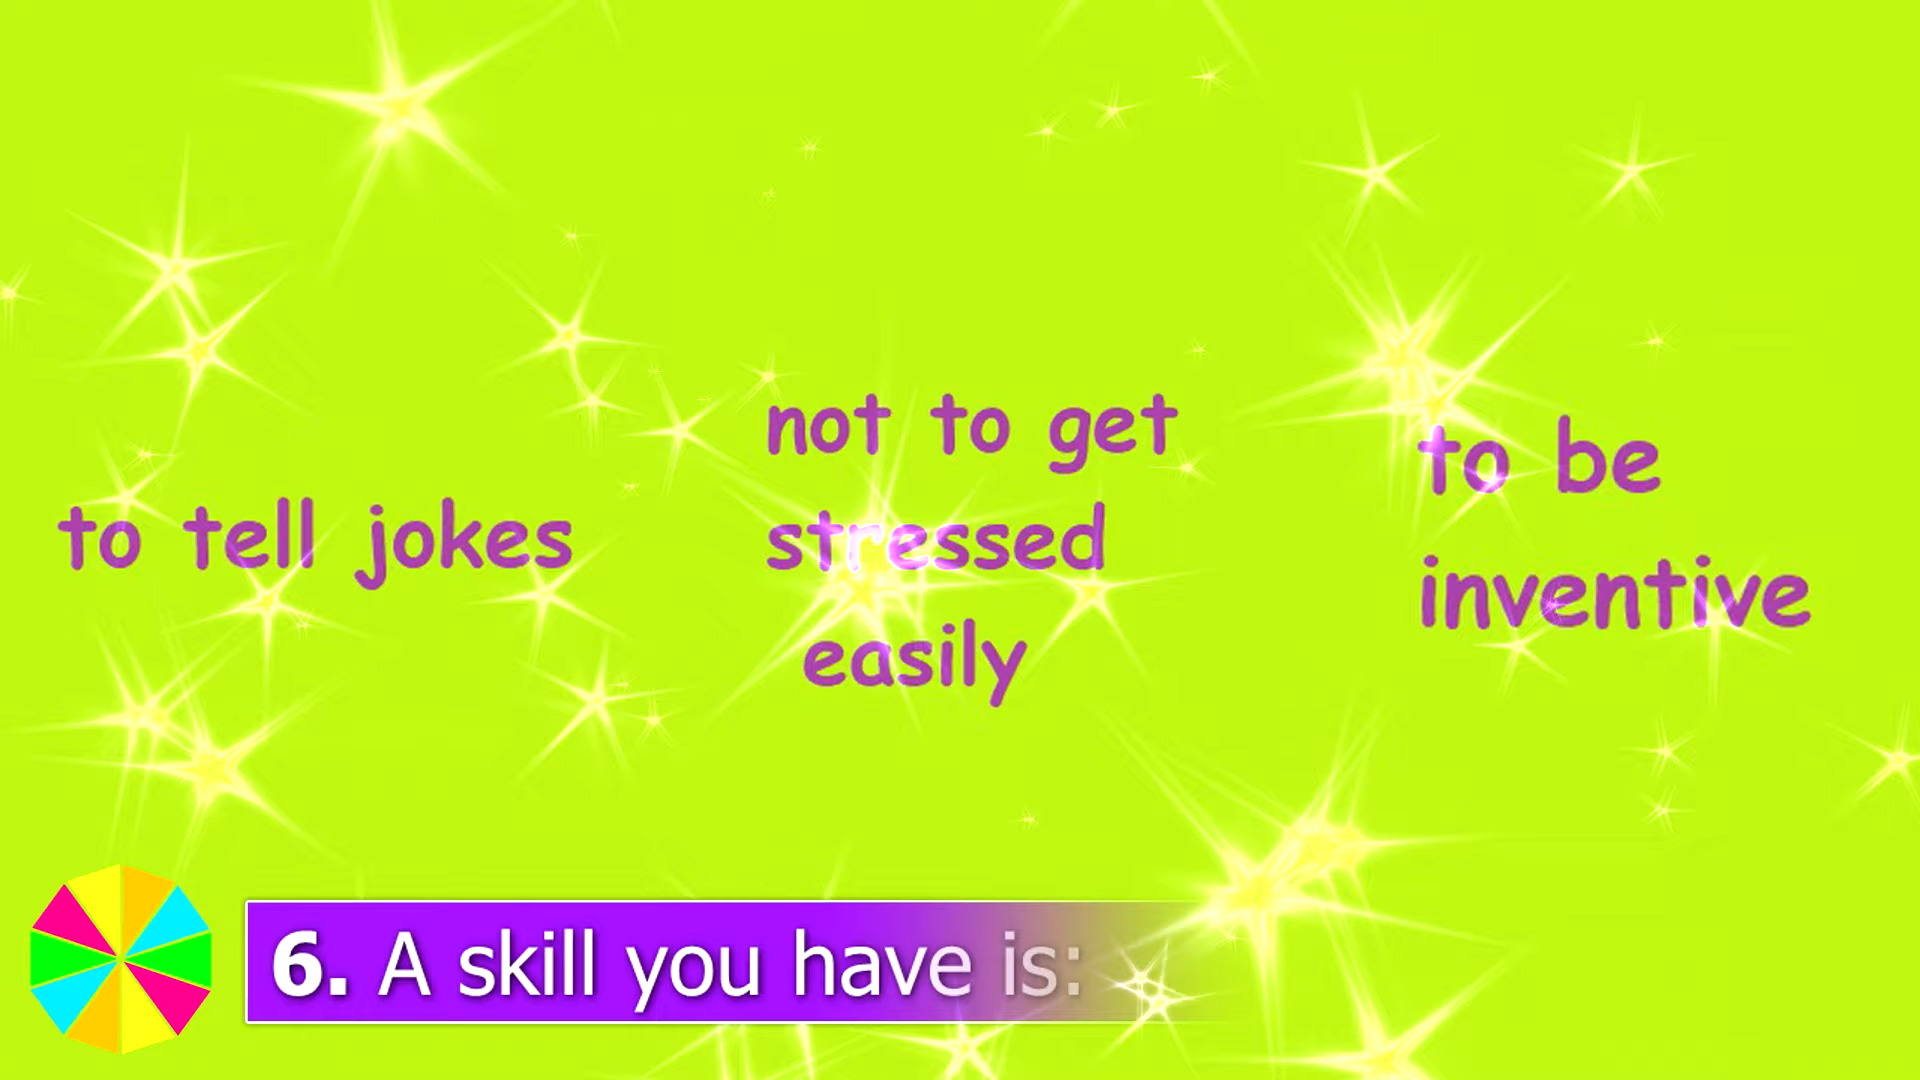 to tell jokes
not to get
stressed
easily
to be
inventive
6. A skill you have is: